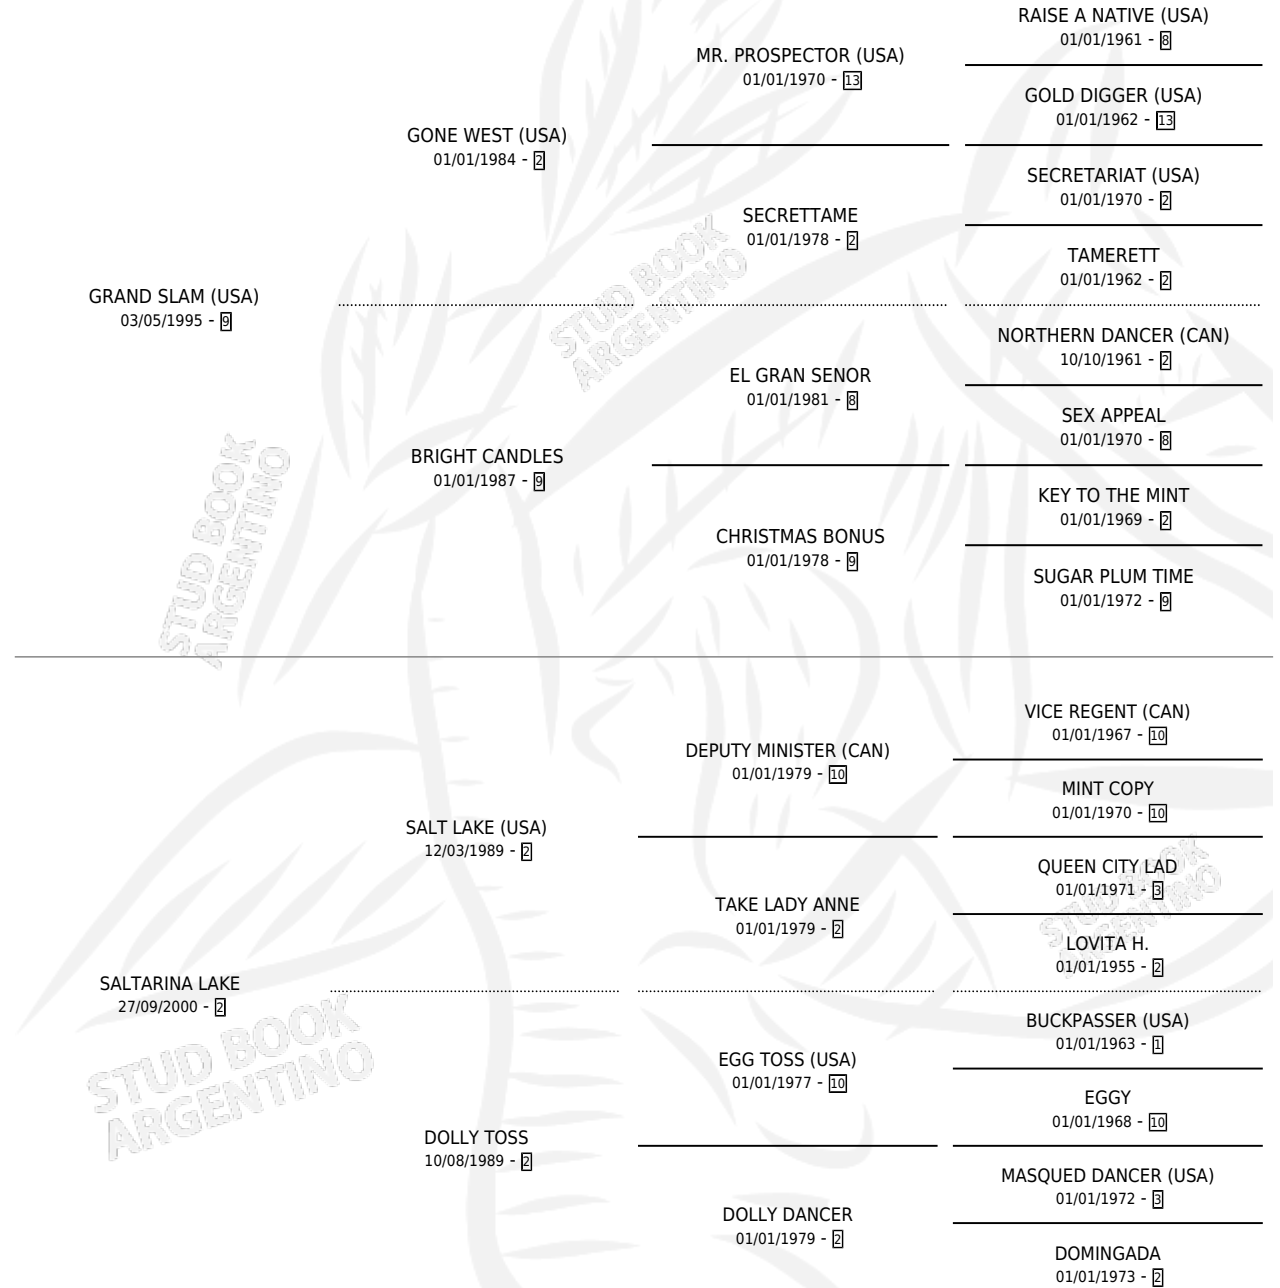 RAISE A NATIVE (USA)
01/01/1961 - 8
MR. PROSPECTOR (USA)
01/01/1970 - 13
GOLD DIGGER (USA)
01/01/1962 - 13
GONE WEST (USA)
01/01/1984 - 2
SECRETARIAT (USA)
01/01/1970 - 2
SECRETTAME
01/01/1978 - 2
TAMERETT
01/01/1962 - 2
GRAND SLAM (USA)
03/05/1995 - 9
STUD BOOK
ARGENTINO
NORTHERN DANCER (CAN)
10/10/1961 - 2
EL GRAN SENOR
01/01/1981 - 8
SEX APPEAL
01/01/1970 - 8
BRIGHT CANDLES
01/01/1987 - 9
KEY TO THE MINT
01/01/1969 - 2
CHRISTMAS BONUS
01/01/1978 - 9
SUGAR PLUM TIME
01/01/1972 - 9
STUD BOOK
ARGENTINO
VICE REGENT (CAN)
01/01/1967 - 10
DEPUTY MINISTER (CAN)
01/01/1979 - 10
MINT COPY
01/01/1970 - 10
SALT LAKE (USA)
12/03/1989 - 2
QUEEN CITY LAD
01/01/1971 - 3
TAKE LADY ANNE
01/01/1979 - 2
LOVITA H.
01/01/1955 - 2
STUD BOOK
ARGENTINO
SALTARINA LAKE
27/09/2000 - 2
STUD BOOK
ARGENTINO
BUCKPASSER (USA)
01/01/1963 - 1
EGG TOSS (USA)
01/01/1977 - 10
EGGY
01/01/1968 - 10
DOLLY TOSS
10/08/1989 - 2
MASQUED DANCER (USA)
01/01/1972 - 3
DOLLY DANCER
01/01/1979 - 2
DOMINGADA
01/01/1973 - 2